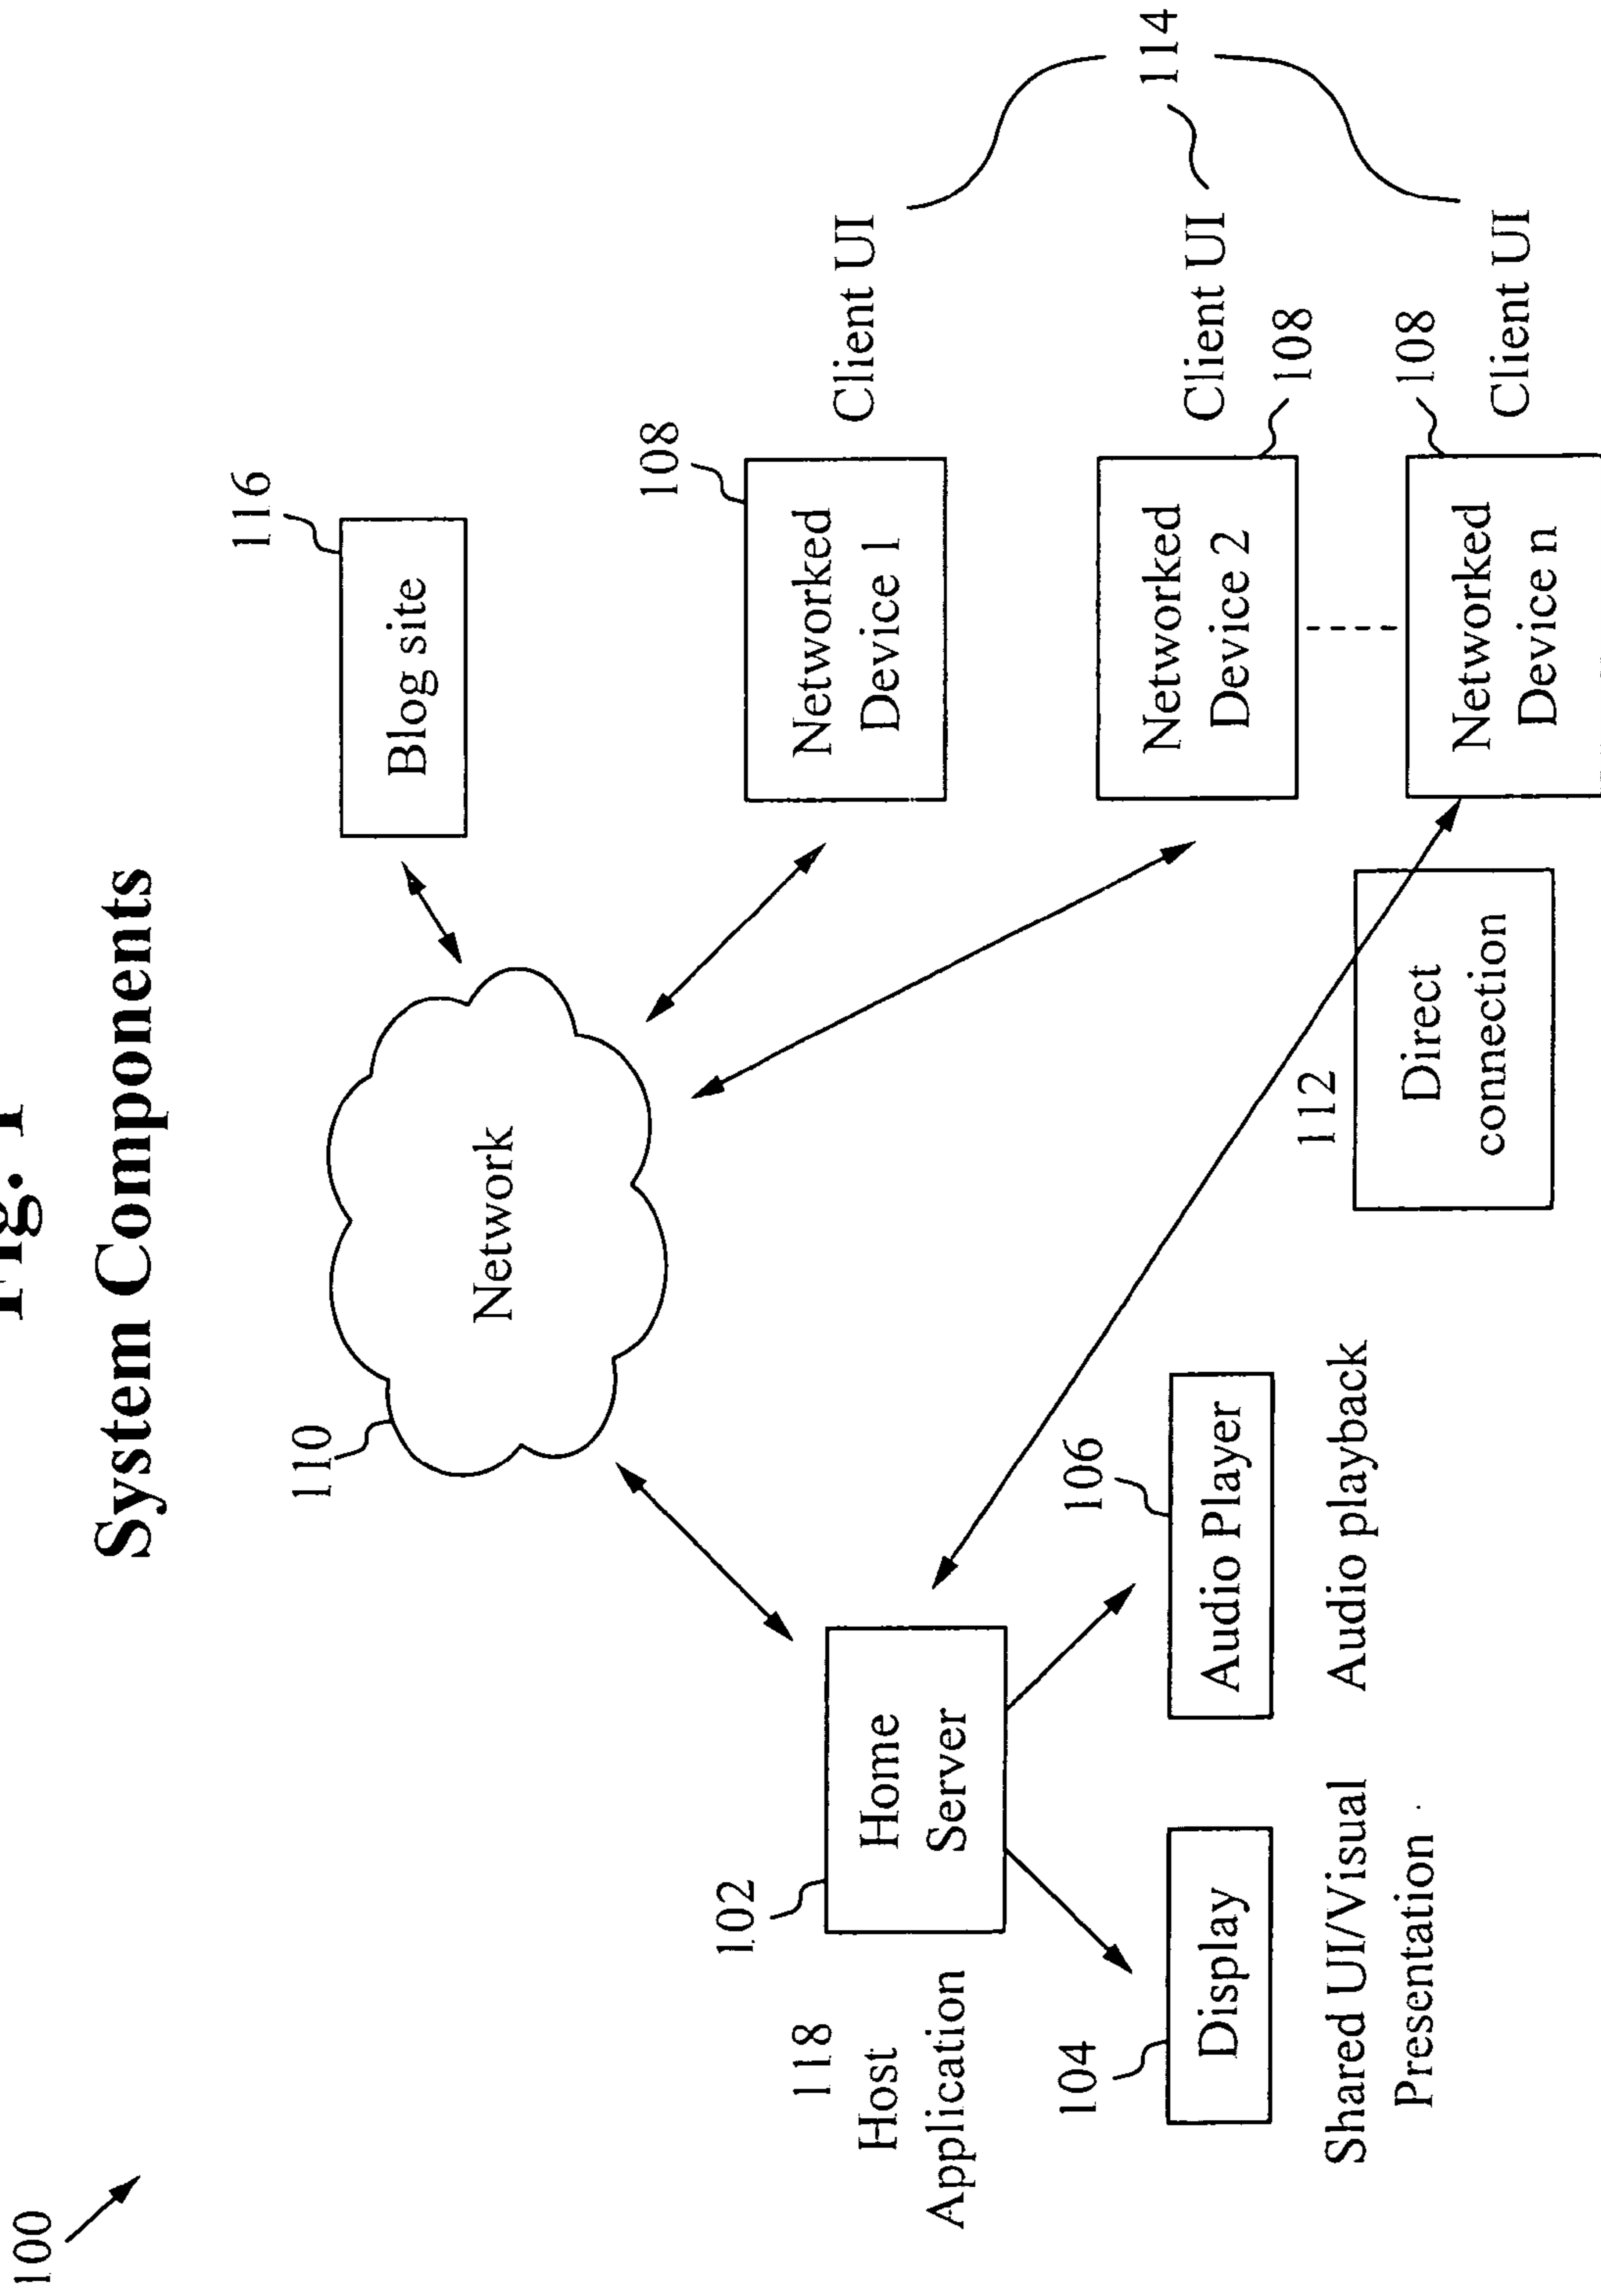 Fig. 1
System Components
100
110
Network
116
Blog site
108
Networked
Device 1
Client UI
114
102
Home
Server
118
Host
Application
Networked
Device 2
Client UI
108
104
Display
106
Audio Player
Shared UI/Visual
Presentation
Audio playback
112
Direct
connection
Networked
Device n
108
Client UI